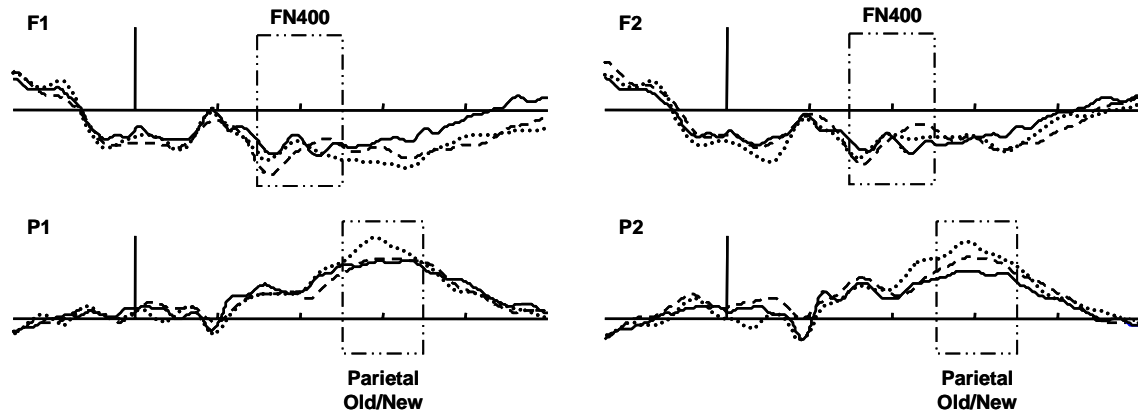 FN400
FN400
F1
F2
P1
P2
Parietal
Old/New
Parietal
Old/New